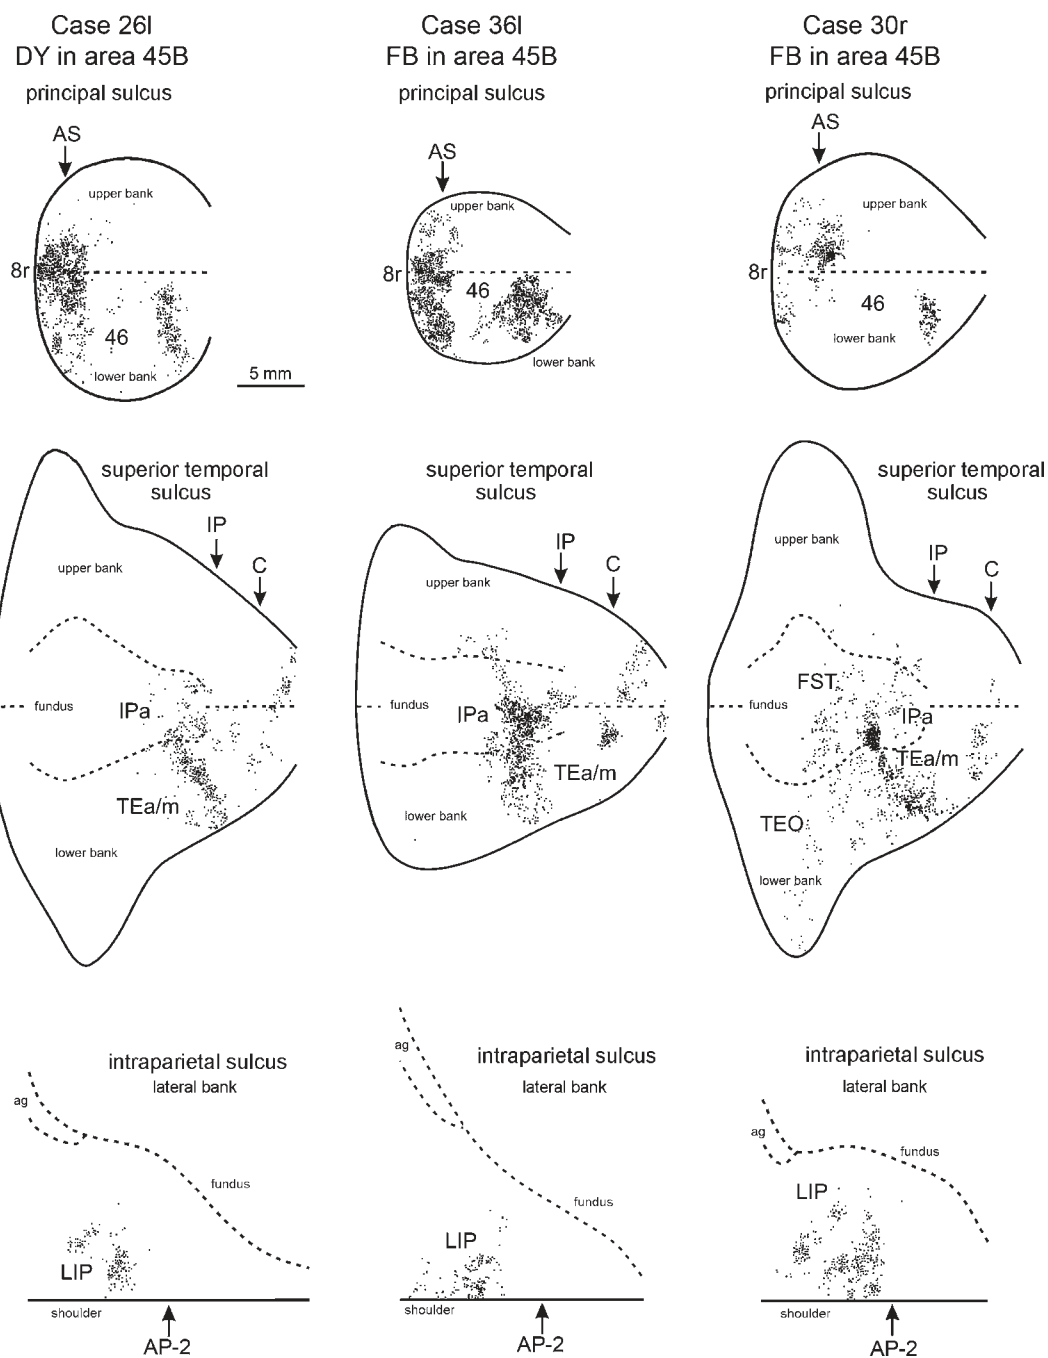 Case 26l
DY in area 45B
principal sulcus
AS
upper bank
8r
46
lower bank
5 mm
Case 36l
FB in area 45B
principal sulcus
AS
upper bank
8r
46
lower bank
Case 30r
FB in area 45B
principal sulcus
AS
upper bank
8r
46
lower bank
superior temporal
sulcus
IP
C
upper bank
fundus
IPa
TEa/m
lower bank
superior temporal
sulcus
IP
C
upper bank
fundus
IPa
TEa/m
lower bank
superior temporal
sulcus
IP
C
upper bank
FST
fundus
IPa
TEa/m
TEO
lower bank
intraparietal sulcus
lateral bank
ag
fundus
LIP
shoulder
AP-2
intraparietal sulcus
lateral bank
ag
fundus
LIP
shoulder
AP-2
intraparietal sulcus
lateral bank
ag
fundus
LIP
shoulder
AP-2